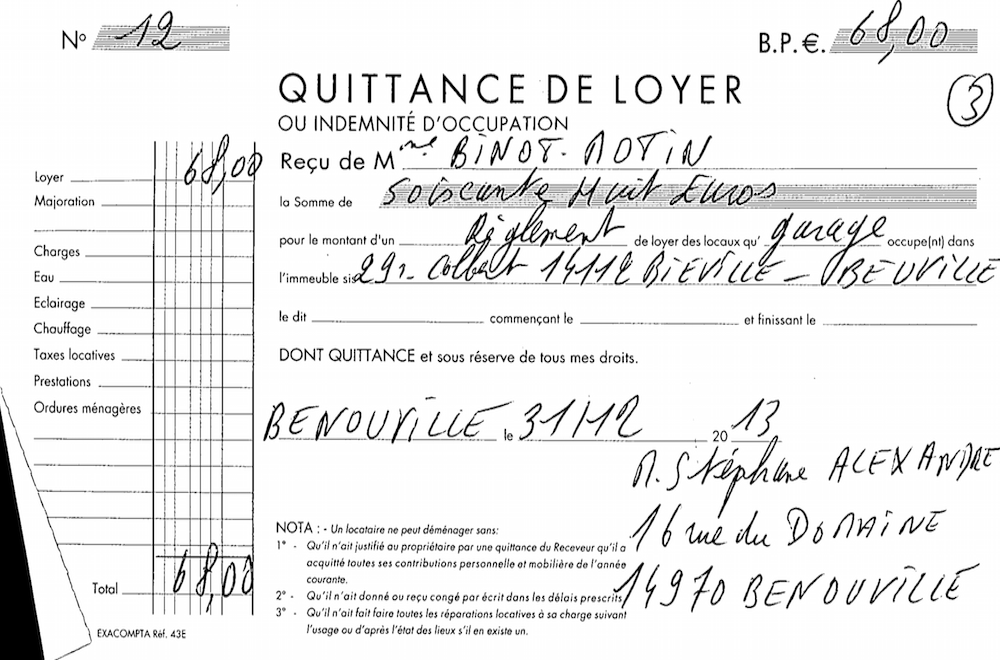 N° 12
B.P.€. 68,00
QUITTANCE DE LOYER
3
OU INDEMNITÉ D'OCCUPATION
Reçu de Mme BINOT-MOTIN
la Somme de Soiscante Huit Euros
pour le montant d'un Règlement de loyer des locaux qu' garage occupe(nt) dans
l'immeuble sis 29 r. Colbert 14112 BIEVILLE - BEUVILLE
le dit commençant le et finissant le
DONT QUITTANCE et sous réserve de tous mes droits.
Loyer 68,00
Majoration
Charges
Eau
Eclairage
Chauffage
Taxes locatives
Prestations
Ordures ménagères
Total 68,00
EXACOMPTA Réf. 43E
BENOUVILLE le 31/12 2013
M. Stéphane ALEXANDRE
16 rue du DOMAINE
14970 BENOUVILLE
NOTA : - Un locataire ne peut déménager sans:
1° - Qu'il n'ait justifié au propriétaire par une quittance du Receveur qu'il a
acquitté toutes ses contributions personnelle et mobilière de l'année
courante.
2° - Qu'il n'ait donné ou reçu congé par écrit dans les délais prescrits
3° - Qu'il n'ait fait faire toutes les réparations locatives à sa charge suivant
l'usage ou d'après l'état des lieux s'il en existe un.